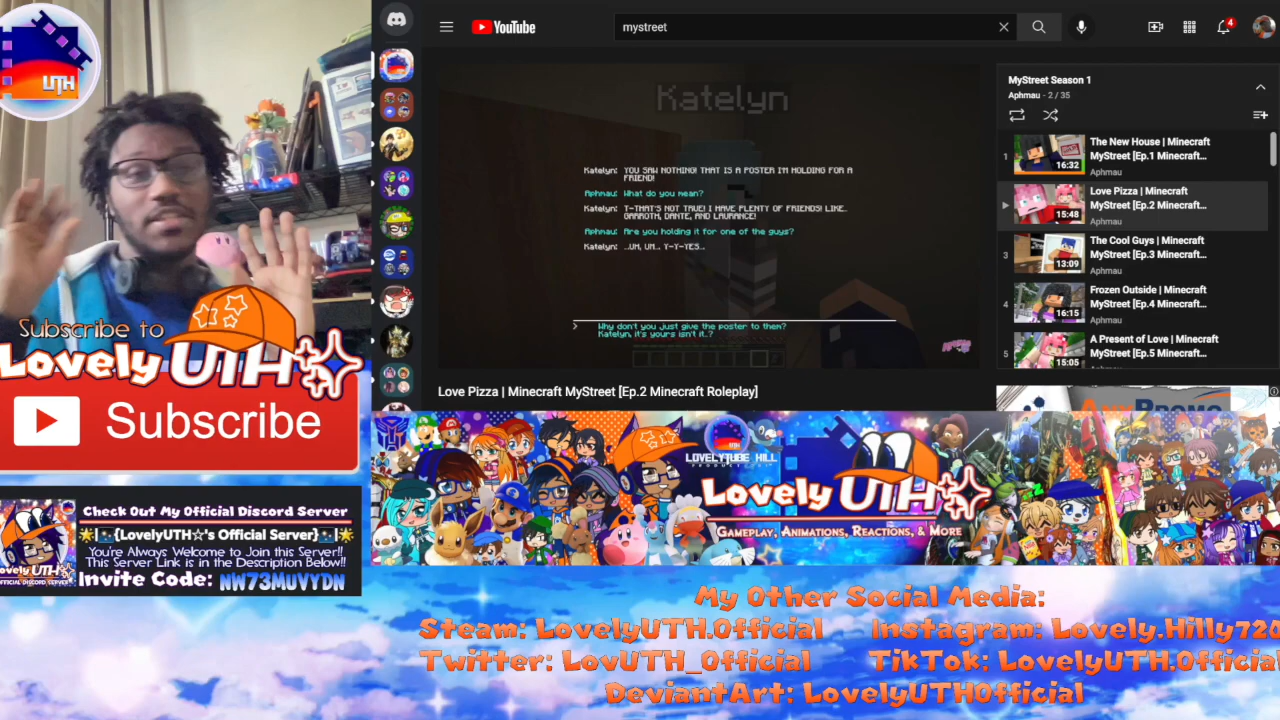 UTH
YouTube
mystreet
4
Katelyn
Katelyn: YOU SAW NOTHING! THAT IS A POSTER I'M HOLDING FOR A
FRIEND!
Aphmau: What do you mean?
Katelyn: T-THAT'S NOT TRUE! I HAVE PLENTY OF FRIENDS! LIKE..
GARROTH, DANTE, AND LAURANCE!
Aphmau: Are you holding it for one of the guys?
Katelyn: ..UH, UM... Y-Y-YES...
Why don't you just give the poster to them?
Katelyn, it's yours isn't it.?
Love Pizza | Minecraft MyStreet [Ep.2 Minecraft Roleplay]
MyStreet Season 1
Aphmau - 2 / 35
1
16:32
The New House | Minecraft
MyStreet [Ep.1 Minecraft...
Aphmau
15:48
Love Pizza | Minecraft
MyStreet [Ep.2 Minecraft...
Aphmau
3
13:09
The Cool Guys | Minecraft
MyStreet [Ep.3 Minecraft...
Aphmau
4
16:15
Frozen Outside | Minecraft
MyStreet [Ep.4 Minecraft...
Aphmau
5
15:05
A Present of Love | Minecraft
MyStreet [Ep.5 Minecraft...
Subscribe to
Lovely UTH
Subscribe
Check Out My Official Discord Server
{LovelyUTH☆'s Official Server}
You're Always Welcome to Join this Server!!
This Server Link is in the Description Below!!
Invite Code: NW73MUVYDN
LOVELYTUBE HILL
PRODUCTIONS
Lovely UTH
Gameplay, Animations, Reactions, & More
My Other Social Media:
Steam: LovelyUTH.Official
Instagram: Lovely.Hilly720
Twitter: LovUTH_Official
TikTok: LovelyUTH.Official
DeviantArt: LovelyUTHOfficial